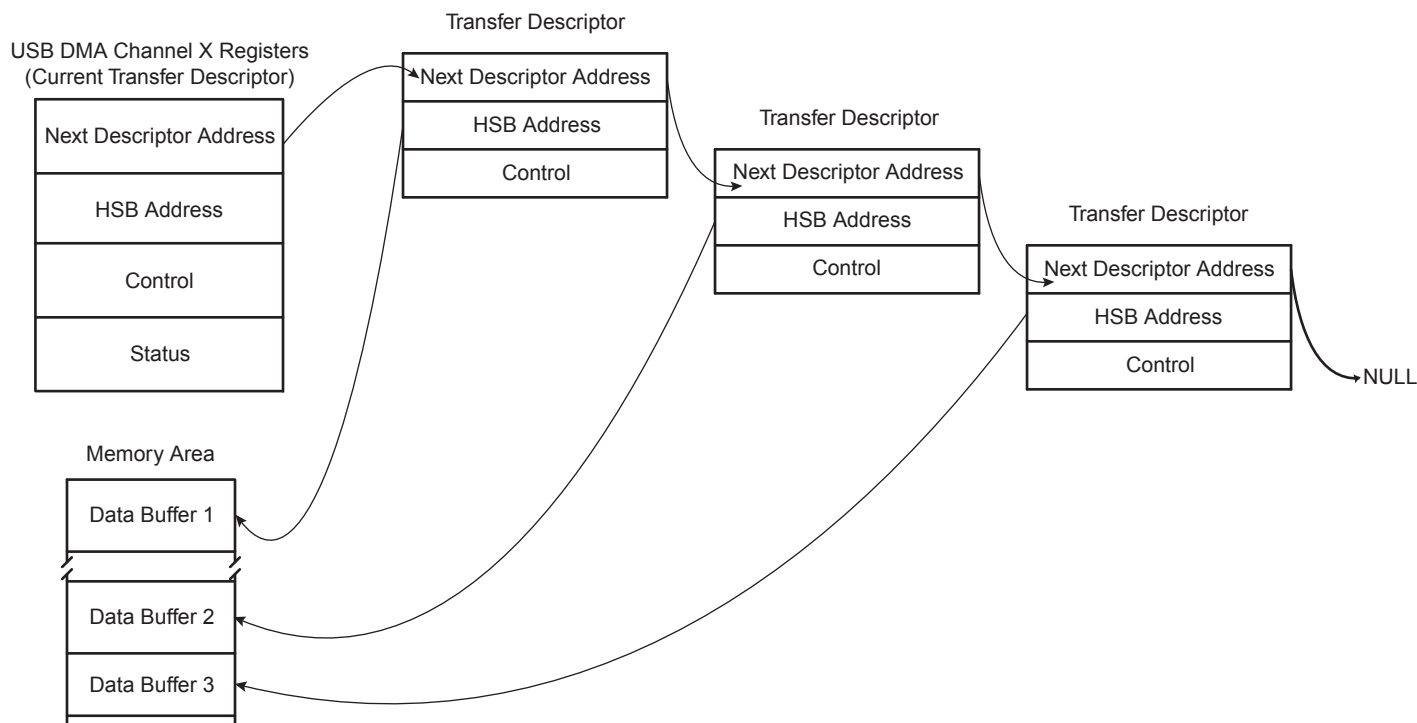 USB DMA Channel X Registers
(Current Transfer Descriptor)
Next Descriptor Address
HSB Address
Control
Status
Transfer Descriptor
Next Descriptor Address
HSB Address
Control
Transfer Descriptor
Next Descriptor Address
HSB Address
Control
Transfer Descriptor
Next Descriptor Address
HSB Address
Control
NULL
Memory Area
Data Buffer 1
Data Buffer 2
Data Buffer 3